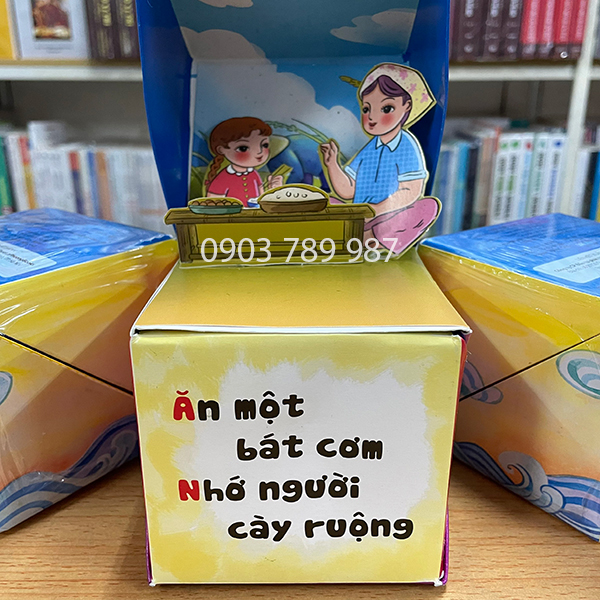 0903 789 987
Ăn một
bát cơm
Nhớ người
cày ruộng